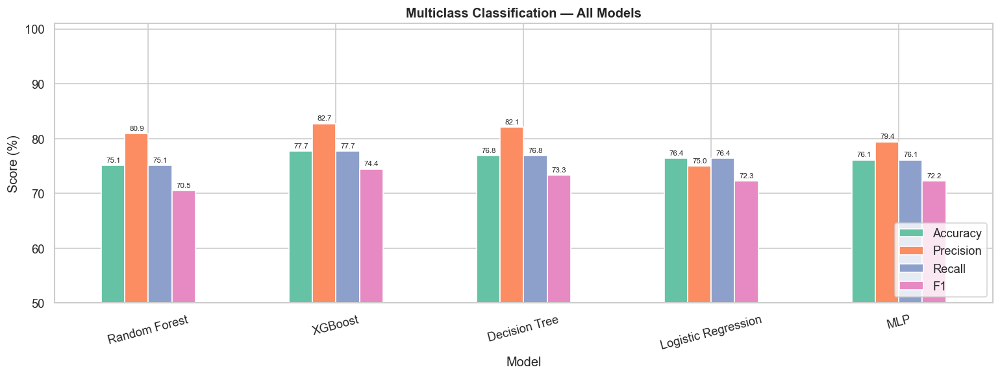 Multiclass Classification — All Models
Score (%)
100
90
80
70
60
50
75.1
80.9
75.1
70.5
77.7
82.7
77.7
74.4
76.8
82.1
76.8
73.3
76.4
75.0
76.4
72.3
76.1
79.4
76.1
72.2
Accuracy
Precision
Recall
F1
Random Forest
XGBoost
Decision Tree
Logistic Regression
MLP
Model